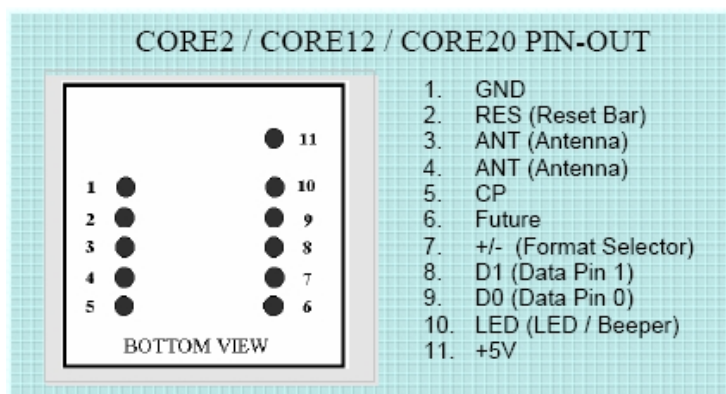 CORE2 / CORE12 / CORE20 PIN-OUT
11
1 10
2 9
3 8
4 7
5 6
BOTTOM VIEW
1. GND
2. RES (Reset Bar)
3. ANT (Antenna)
4. ANT (Antenna)
5. CP
6. Future
7. +/- (Format Selector)
8. D1 (Data Pin 1)
9. D0 (Data Pin 0)
10. LED (LED / Beeper)
11. +5V